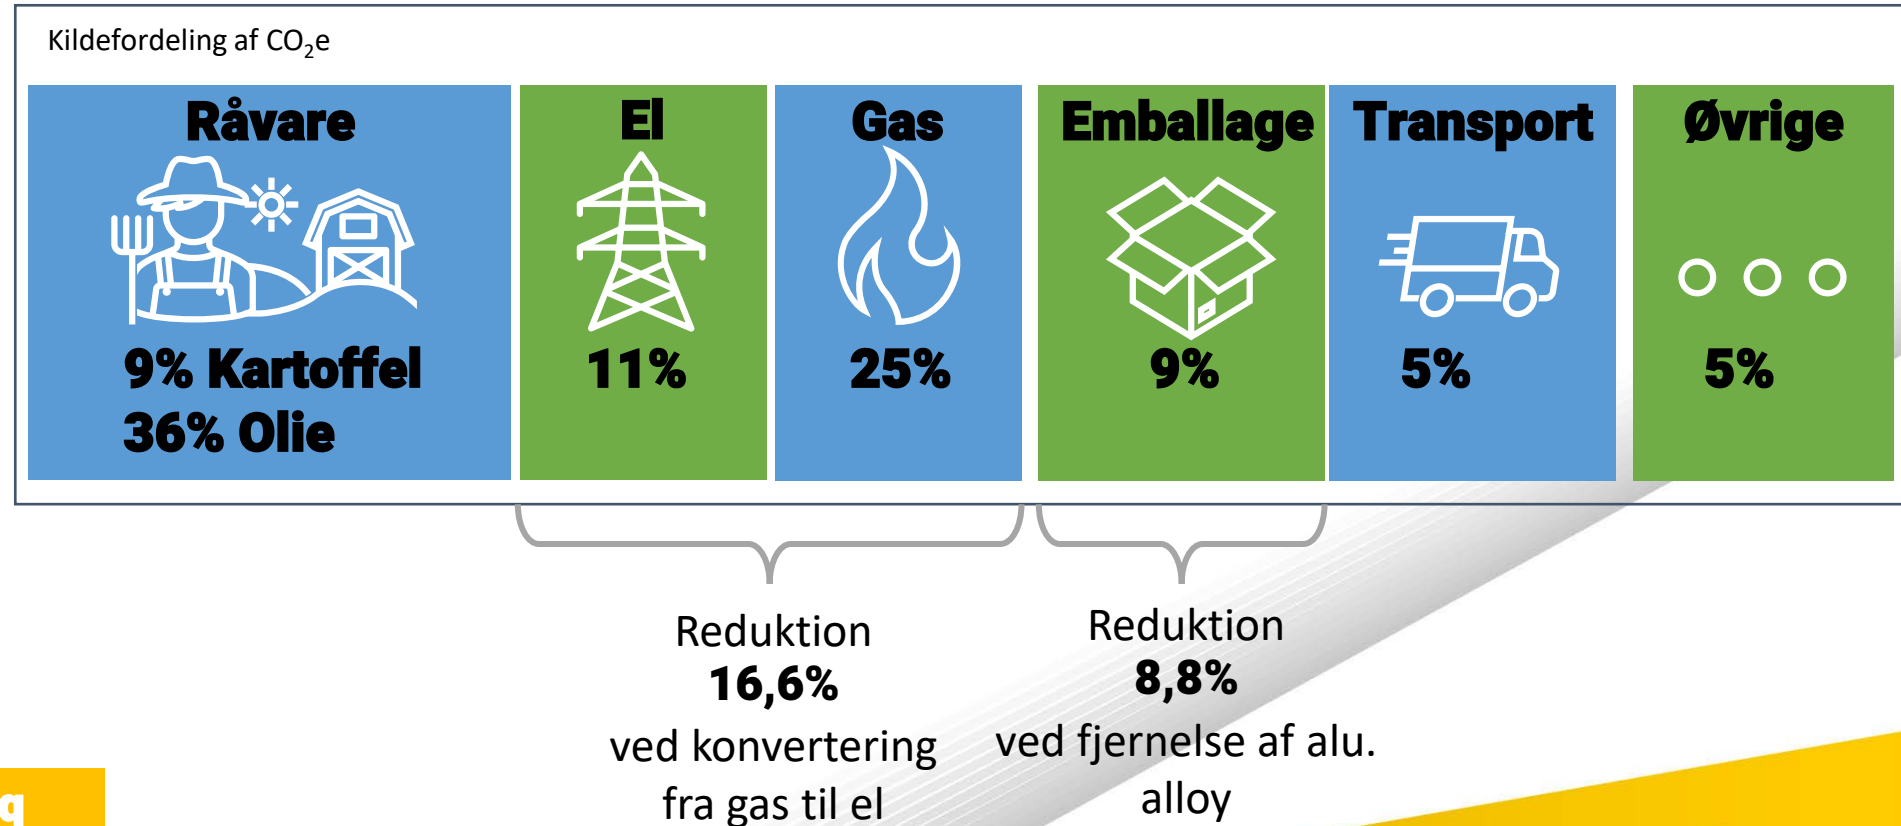 Kildefordeling af CO₂e
Råvare
9% Kartoffel
36% Olie
El
11%
Gas
25%
Emballage
9%
Transport
5%
Øvrige
5%
Reduktion
16,6%
ved konvertering
fra gas til el
Reduktion
8,8%
ved fjernelse af alu.
alloy
g